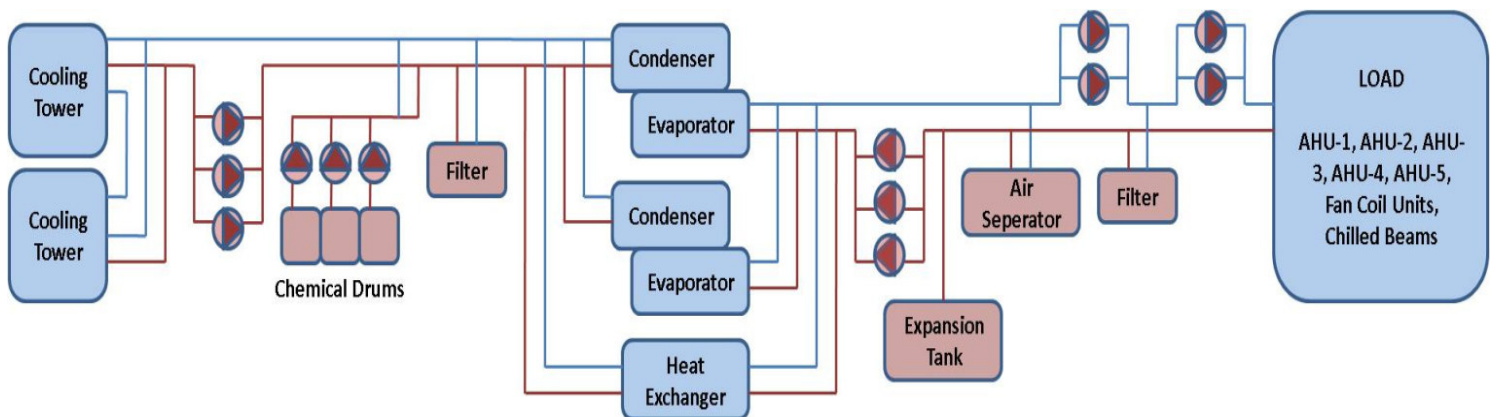 Cooling
Tower
Cooling
Tower
Chemical Drums
Filter
Condenser
Evaporator
Condenser
Evaporator
Heat
Exchanger
Air
Seperator
Filter
Expansion
Tank
LOAD
AHU-1, AHU-2, AHU-
3, AHU-4, AHU-5,
Fan Coil Units,
Chilled Beams